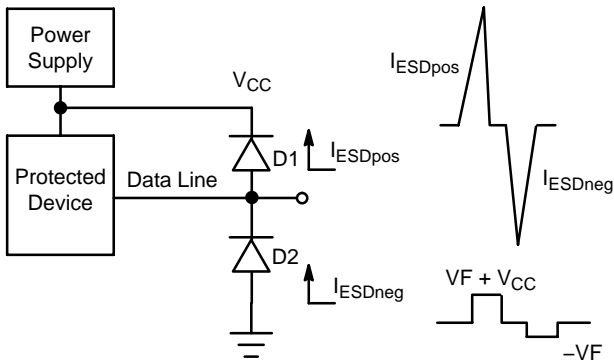 Power
Supply
V_CC
I_ESDpos
D1
I_ESDpos
Protected
Device
Data Line
I_ESDneg
D2
I_ESDneg
VF + V_CC
−VF